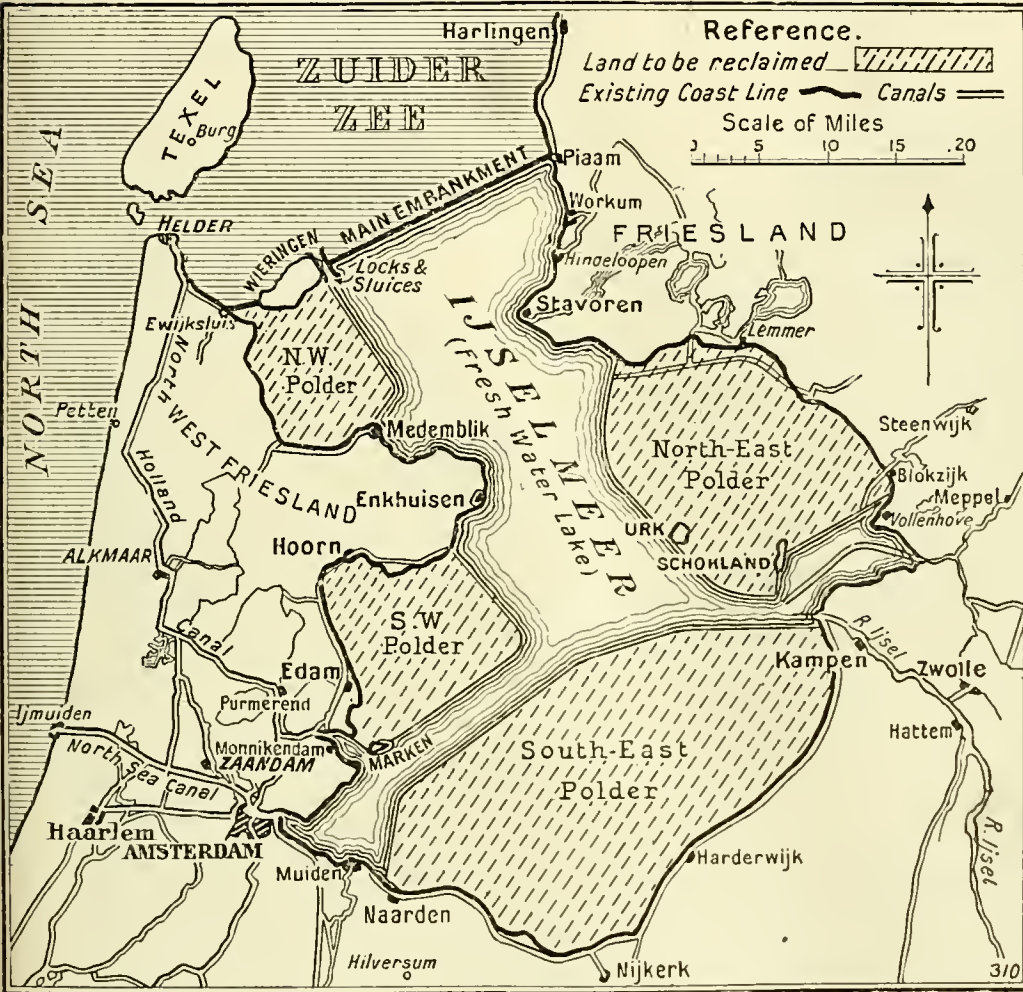 Harlingen
Reference.
Land to be reclaimed
Existing Coast Line
Canals
Scale of Miles
5
10
15
20
ZUIDER
ZEE
TEXEL
Burg
NORTH SEA
HELDER
WIERINGEN
MAIN EMBRANKMENT
Piaam
Workum
FRIESLAND
Hindeloopen
Locks &
Sluices
Stavoren
Lemmer
Ewijksluis
N.W.
Polder
IJSELMEER
(Fresh Water Lake)
Petten
North
Holland
Canal
WEST FRIESLAND
Medemblik
Enkhuisen
North-East
Polder
Steenwijk
Blokzijk
Meppel
Vollenhove
URK
SCHOKLAND
ALKMAAR
Hoorn
S.W.
Polder
Edam
Purmerend
Kampen
R. Ijsel
Zwolle
Hattem
Ijmuiden
North Sea Canal
Monnikendam
ZAANDAM
MARKEN
South-East
Polder
Haarlem
AMSTERDAM
Muiden
Naarden
Harderwijk
R. Ijsel
Hilversum
Nijkerk
310